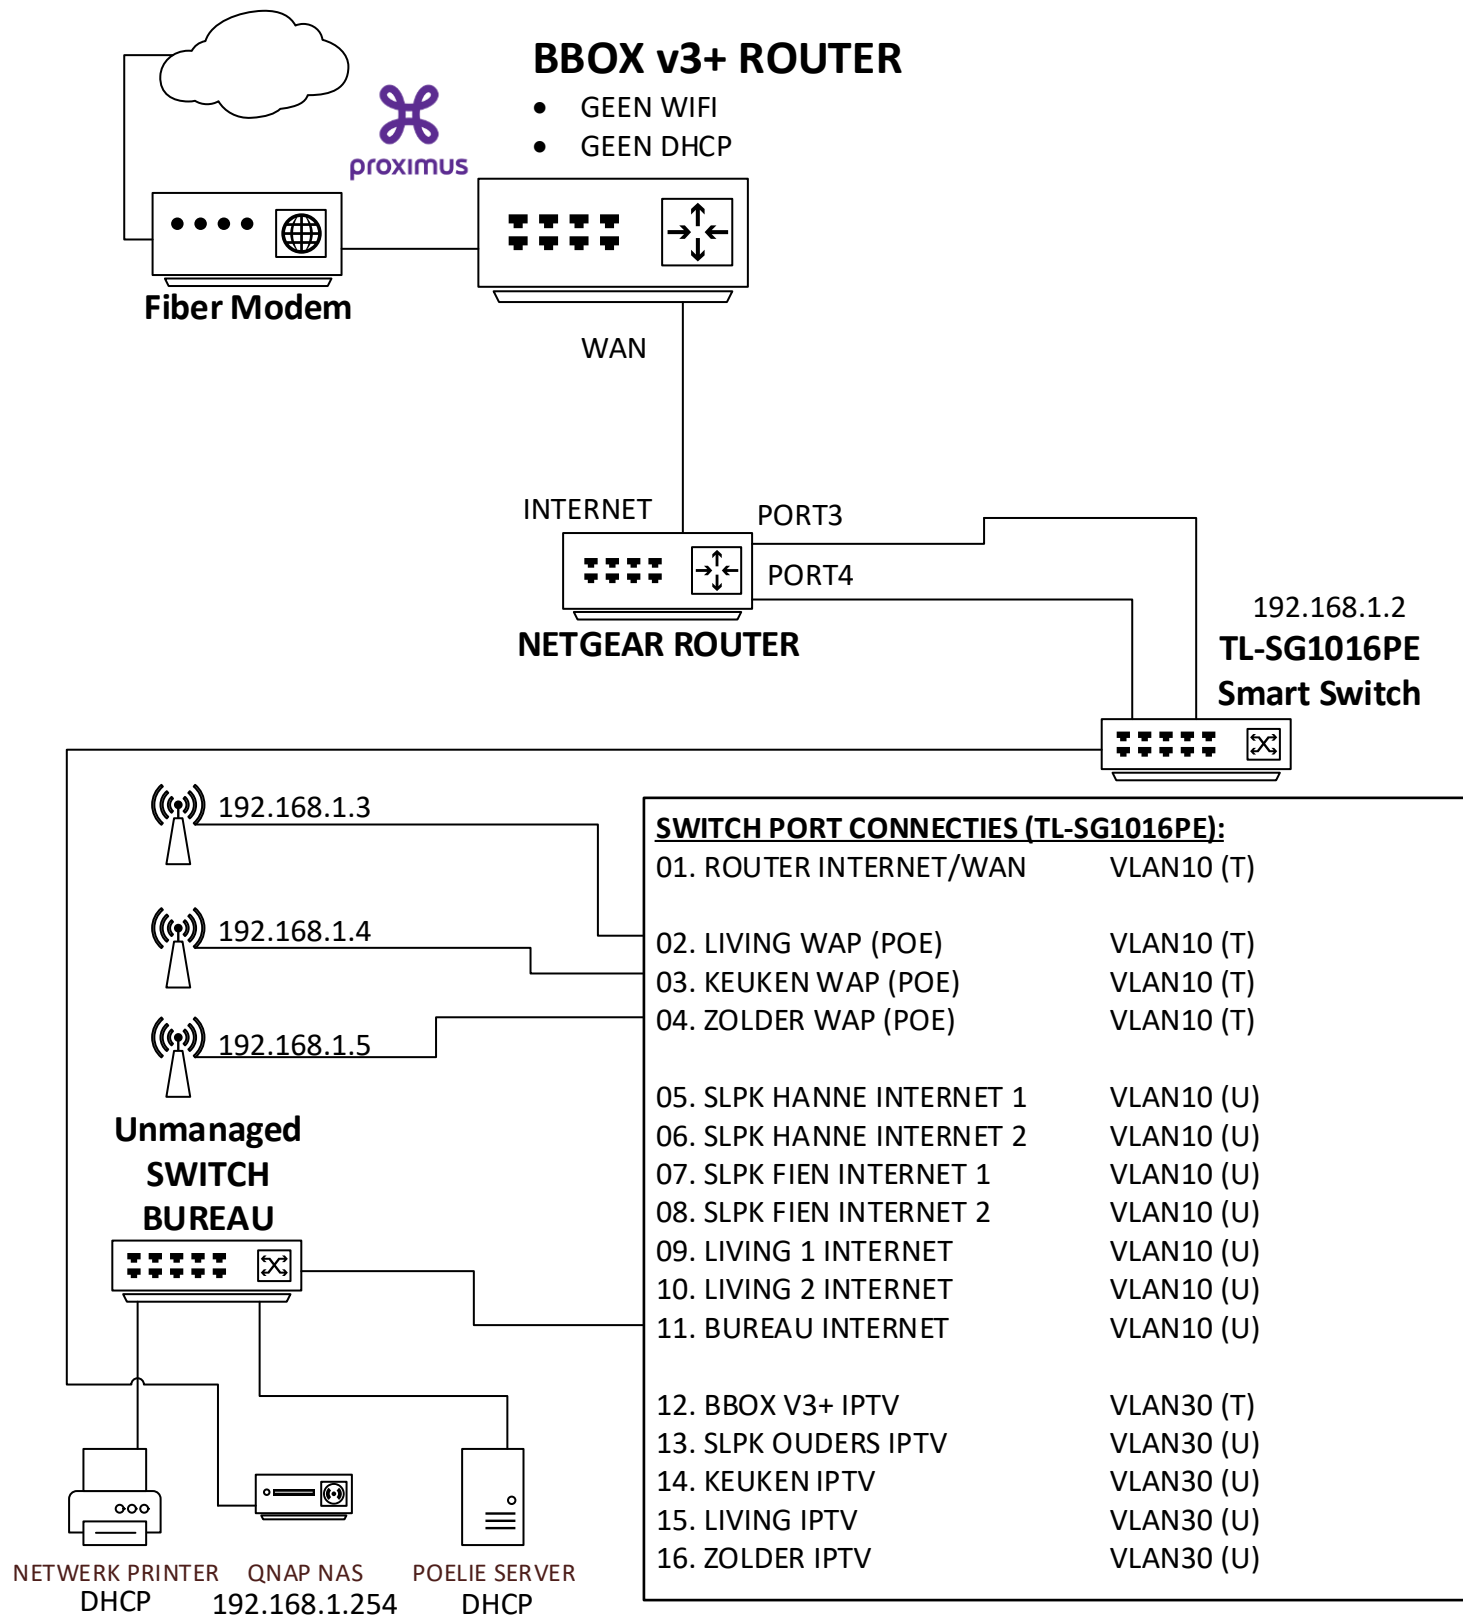 BBOX v3+ ROUTER
• GEEN WIFI
• GEEN DHCP
proximus
Fiber Modem
WAN
INTERNET
PORT3
PORT4
NETGEAR ROUTER
192.168.1.2
TL-SG1016PE
Smart Switch
192.168.1.3
192.168.1.4
192.168.1.5
SWITCH PORT CONNECTIES (TL-SG1016PE):
01. ROUTER INTERNET/WAN VLAN10 (T)
02. LIVING WAP (POE) VLAN10 (T)
03. KEUKEN WAP (POE) VLAN10 (T)
04. ZOLDER WAP (POE) VLAN10 (T)
05. SLPK HANNE INTERNET 1 VLAN10 (U)
06. SLPK HANNE INTERNET 2 VLAN10 (U)
07. SLPK FIEN INTERNET 1 VLAN10 (U)
08. SLPK FIEN INTERNET 2 VLAN10 (U)
09. LIVING 1 INTERNET VLAN10 (U)
10. LIVING 2 INTERNET VLAN10 (U)
11. BUREAU INTERNET VLAN10 (U)
12. BBOX V3+ IPTV VLAN30 (T)
13. SLPK OUDERS IPTV VLAN30 (U)
14. KEUKEN IPTV VLAN30 (U)
15. LIVING IPTV VLAN30 (U)
16. ZOLDER IPTV VLAN30 (U)
Unmanaged
SWITCH
BUREAU
NETWERK PRINTER
DHCP
QNAP NAS
192.168.1.254
POELIE SERVER
DHCP